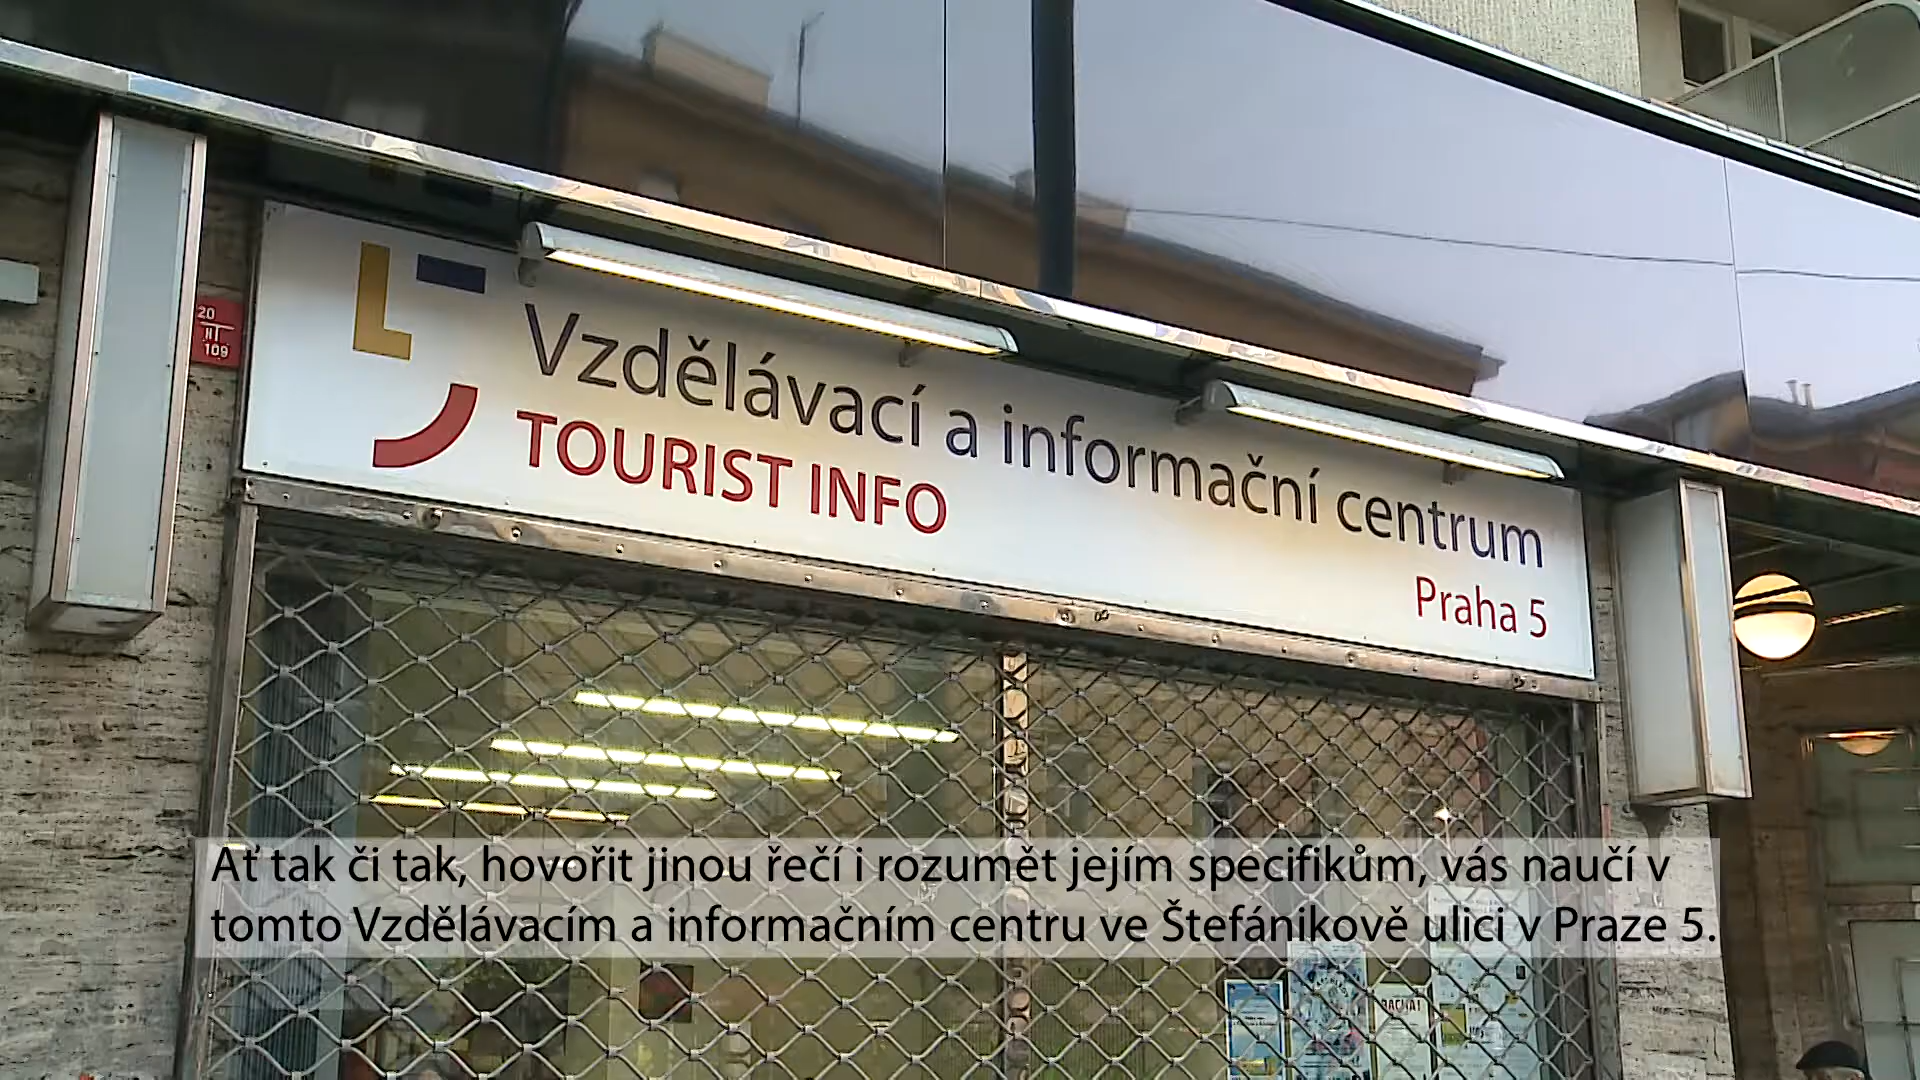 20
HT
109
Vzdělávací a informační centrum
TOURIST INFO
Praha 5
Ať tak či tak, hovořit jinou řečí i rozumět jejím specifikům, vás naučí v
tomto Vzdělávacím a informačním centru ve Štefánikově ulici v Praze 5.